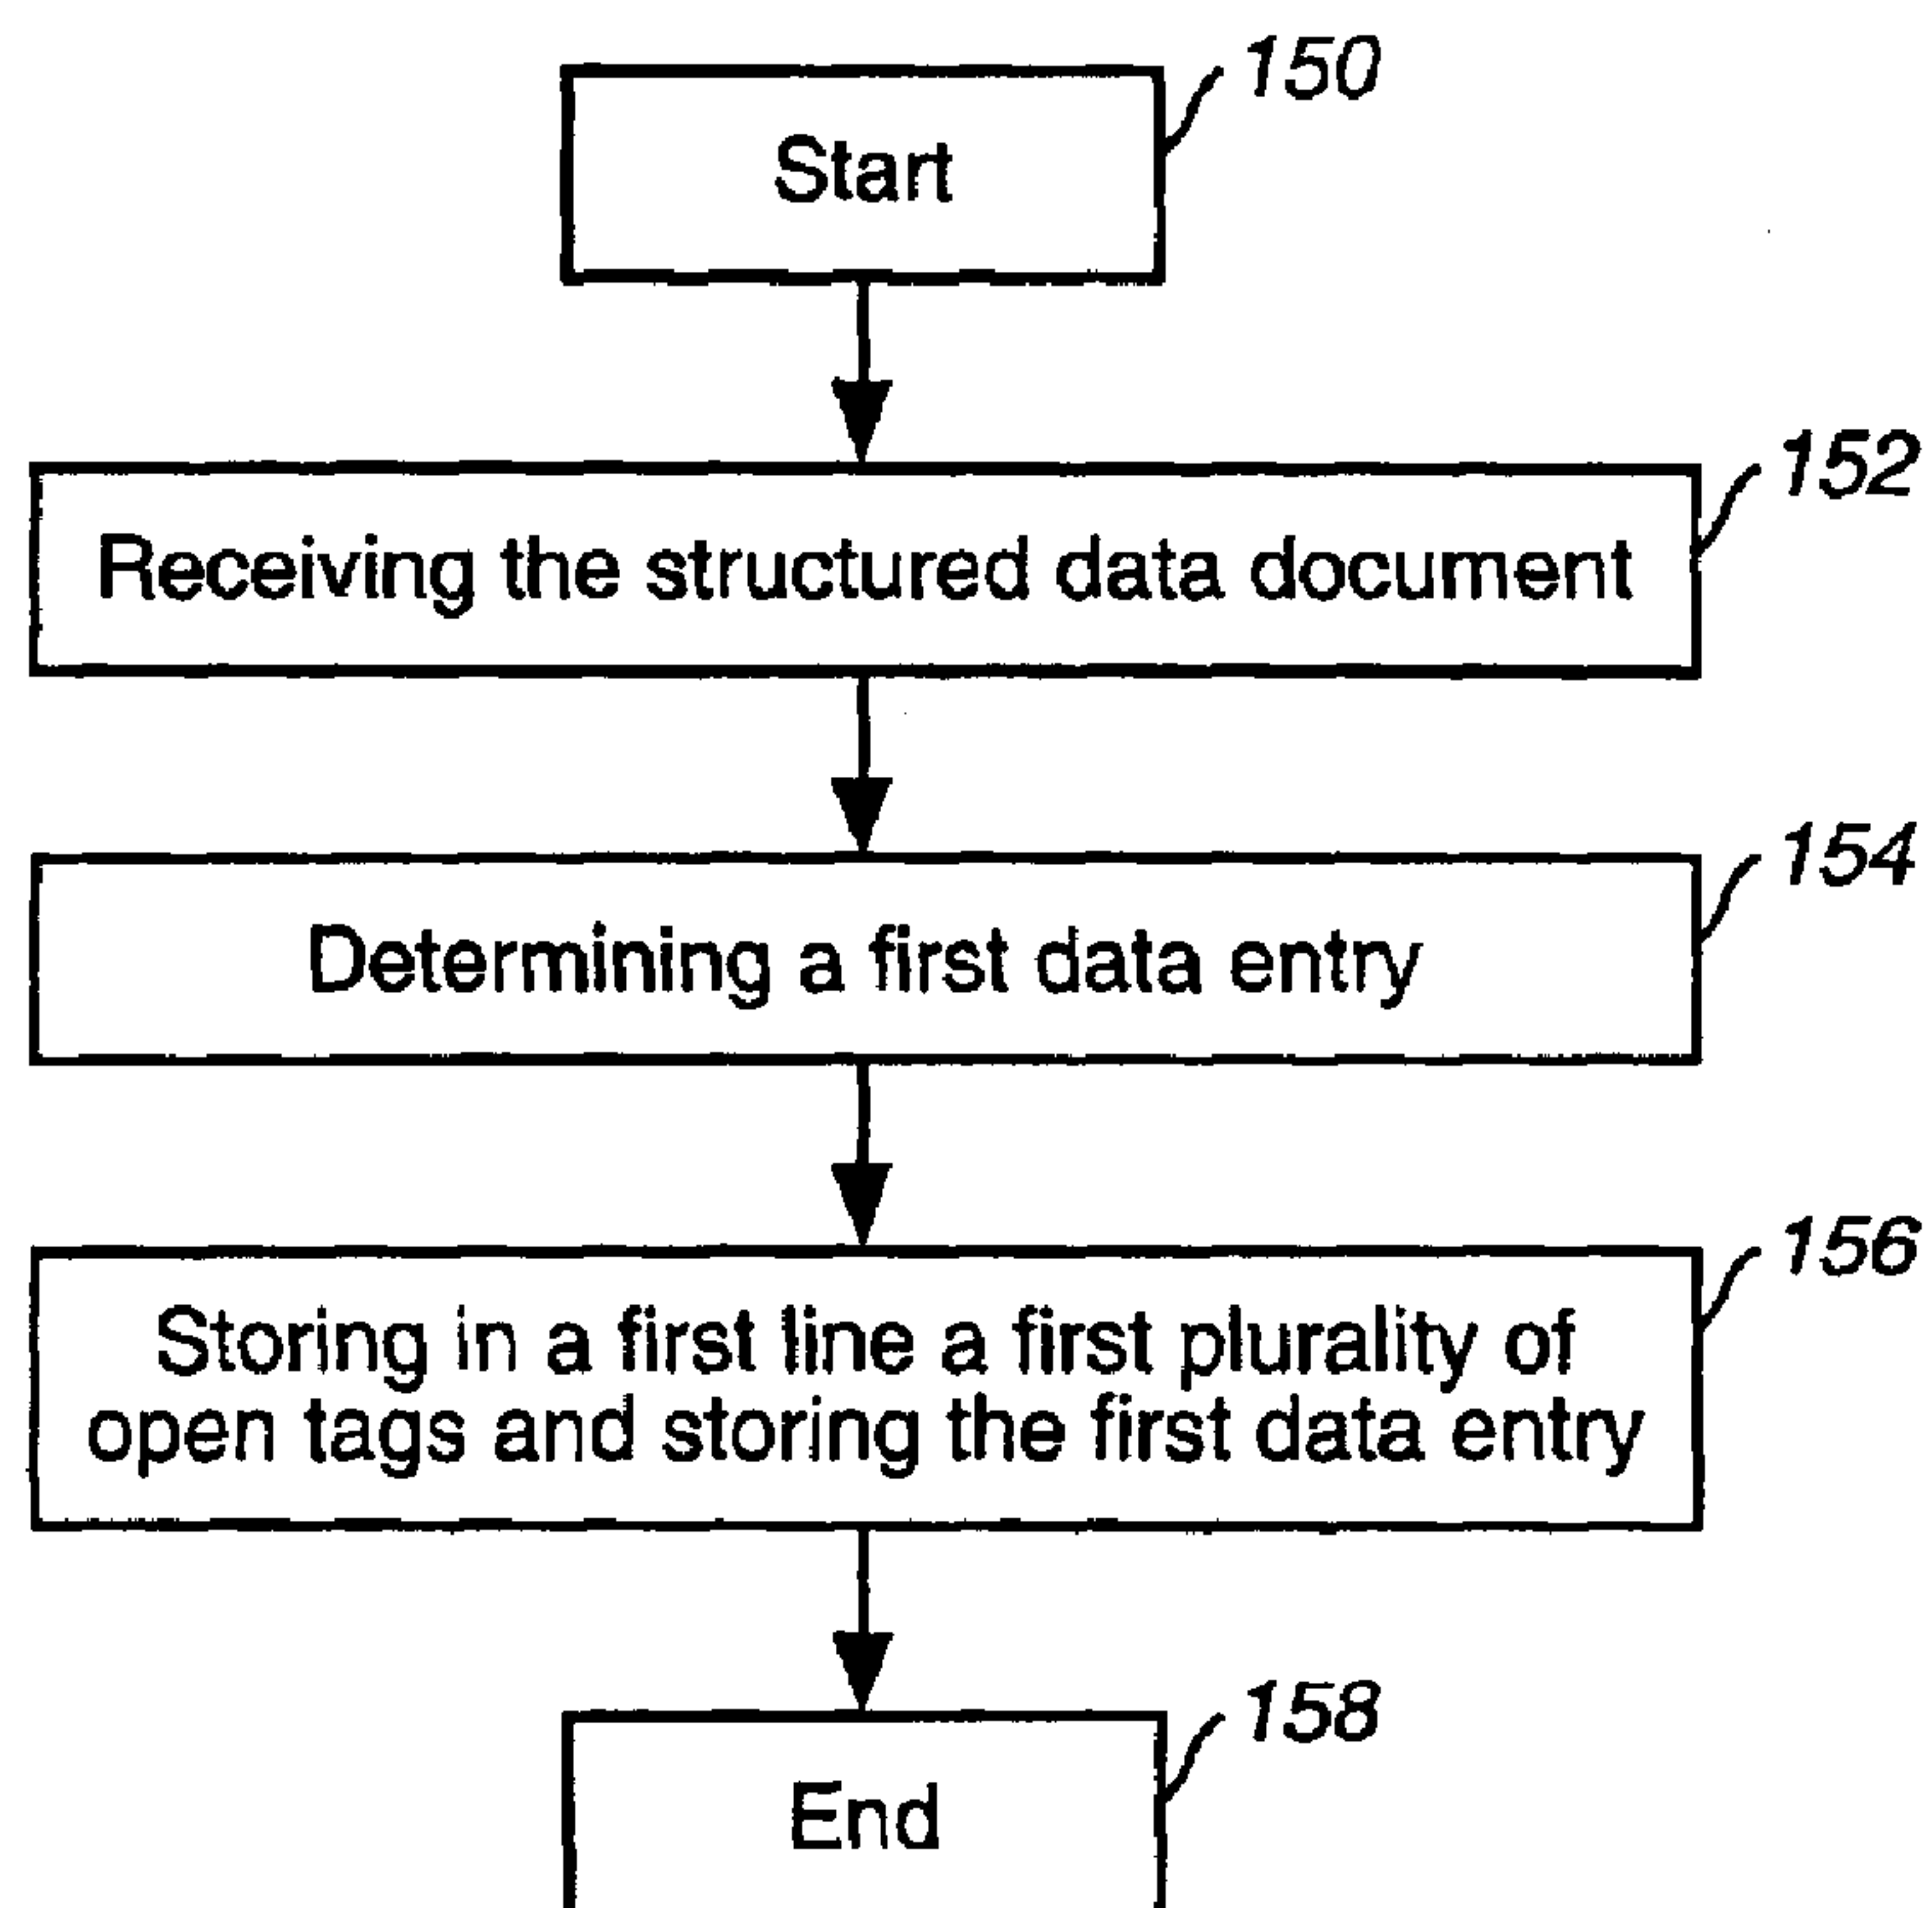 150
Start
152
Receiving the structured data document
154
Determining a first data entry
156
Storing in a first line a first plurality of
open tags and storing the first data entry
158
End